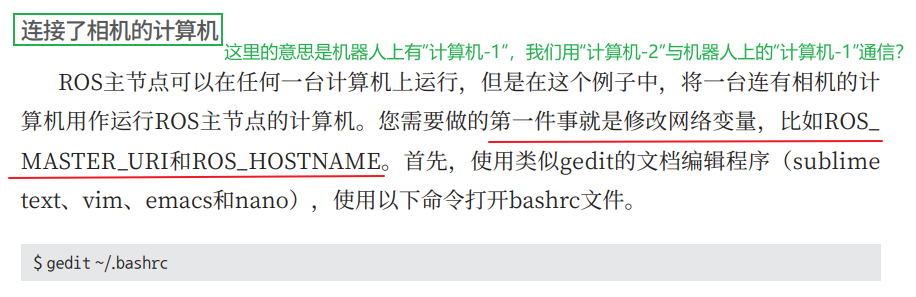 连接了相机的计算机
这里的意思是机器人上有“计算机-1”，我们用“计算机-2”与机器人上的“计算机-1”通信？
ROS主节点可以在任何一台计算机上运行，但是在这个例子中，将一台连有相机的计
算机用作运行ROS主节点的计算机。您需要做的第一件事就是修改网络变量，比如ROS_
MASTER_URI和ROS_HOSTNAME。首先，使用类似gedit的文档编辑程序（sublime
text、vim、emacs和nano），使用以下命令打开bashrc文件。
$ gedit ~/.bashrc